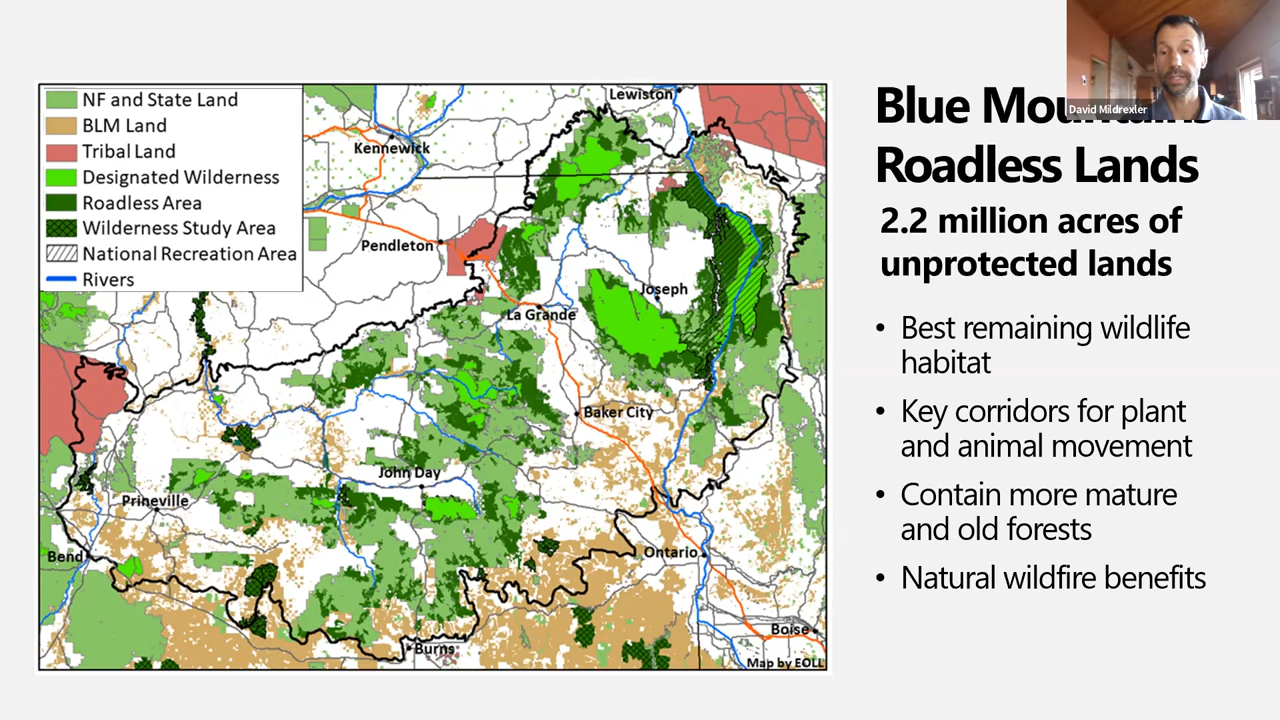 David Mildrexler
Blue Mountains
Roadless Lands
2.2 million acres of
unprotected lands
• Best remaining wildlife
habitat
• Key corridors for plant
and animal movement
• Contain more mature
and old forests
• Natural wildfire benefits
NF and State Land
BLM Land
Tribal Land
Designated Wilderness
Roadless Area
Wilderness Study Area
National Recreation Area
Rivers
Lewiston
Kennewick
Pendleton
Joseph
La Grande
Baker City
John Day
Prineville
Bend
Ontario
Boise
Burns
Map by EOLL